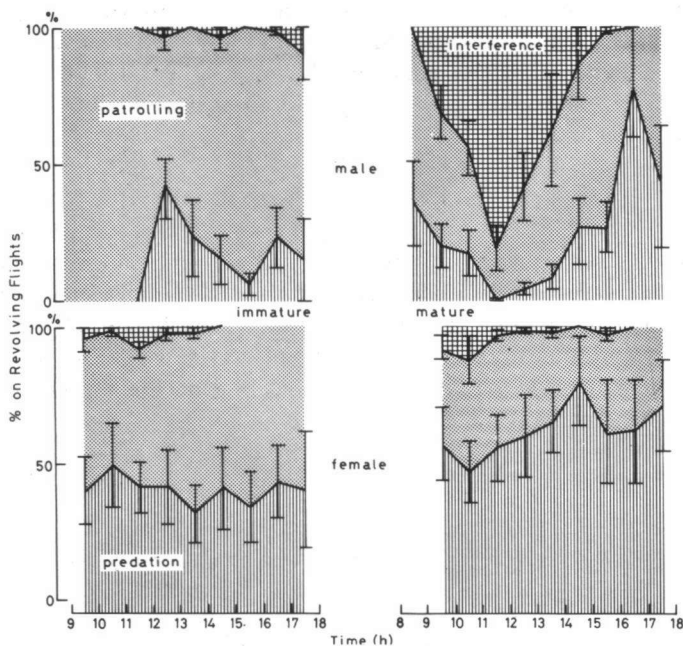 %
100
50
0
patrolling
interference
male
immature
mature
%
100
50
0
predation
female
% on Revolving Flights
9 10 11 12 13 14 15 16 17 18
8 9 10 11 12 13 14 15 16 17 18
Time (h)